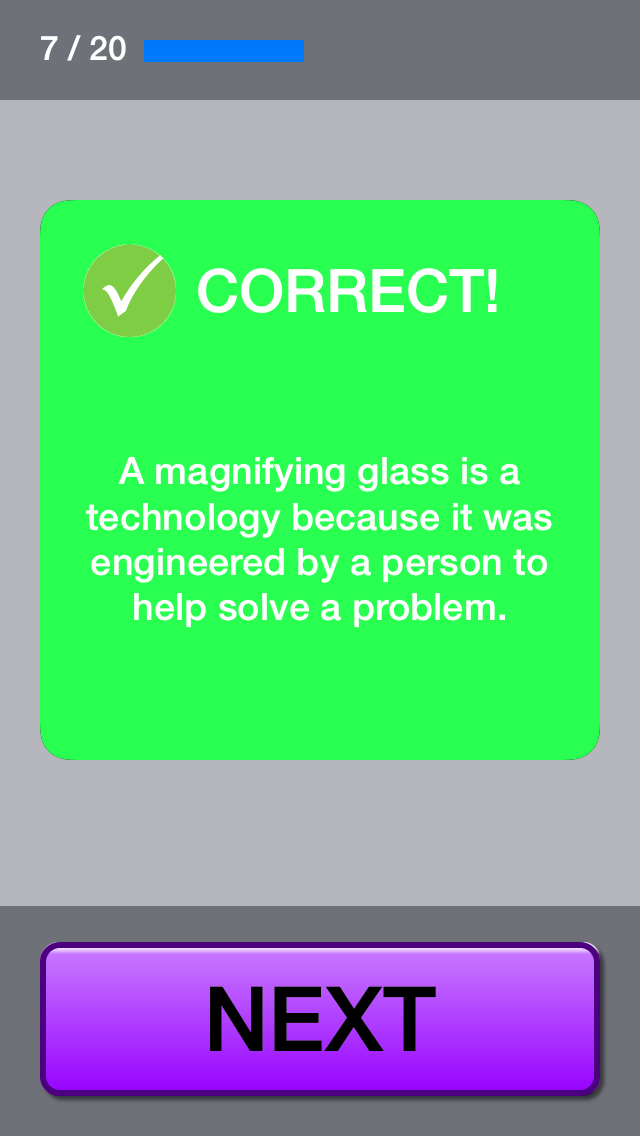 7 / 20
CORRECT!
A magnifying glass is a
technology because it was
engineered by a person to
help solve a problem.
NEXT